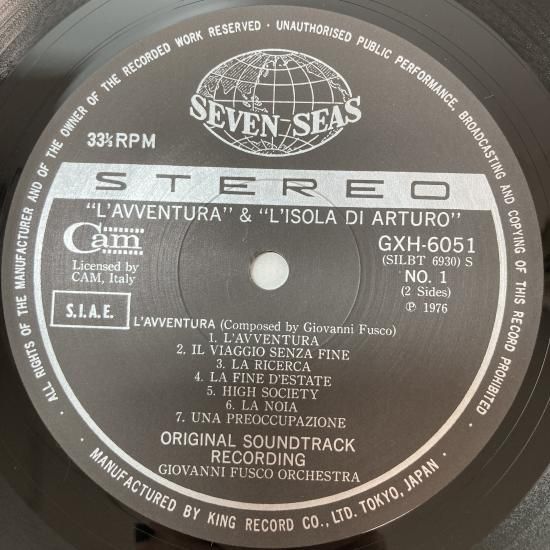 ALL RIGHTS OF THE MANUFACTURER AND OF THE OWNER OF THE RECORDED WORK RESERVED · UNAUTHORISED PUBLIC PERFORMANCE, BROADCASTING AND COPYING OF THIS RECORD PROHIBITED ·
SEVEN SEAS
33⅓ RPM
STEREO
"L'AVVENTURA" & "L'ISOLA DI ARTURO"
Cam
Licensed by
CAM, Italy
S.I.A.E.
GXH-6051
(SILBT 6930) S
NO. 1
(2 Sides)
℗ 1976
L'AVVENTURA (Composed by Giovanni Fusco)
1. L'AVVENTURA
2. IL VIAGGIO SENZA FINE
3. LA RICERCA
4. LA FINE D'ESTATE
5. HIGH SOCIETY
6. LA NOIA
7. UNA PREOCCUPAZIONE
ORIGINAL SOUNDTRACK
RECORDING
GIOVANNI FUSCO ORCHESTRA
· MANUFACTURED BY KING RECORD CO., LTD. TOKYO, JAPAN ·